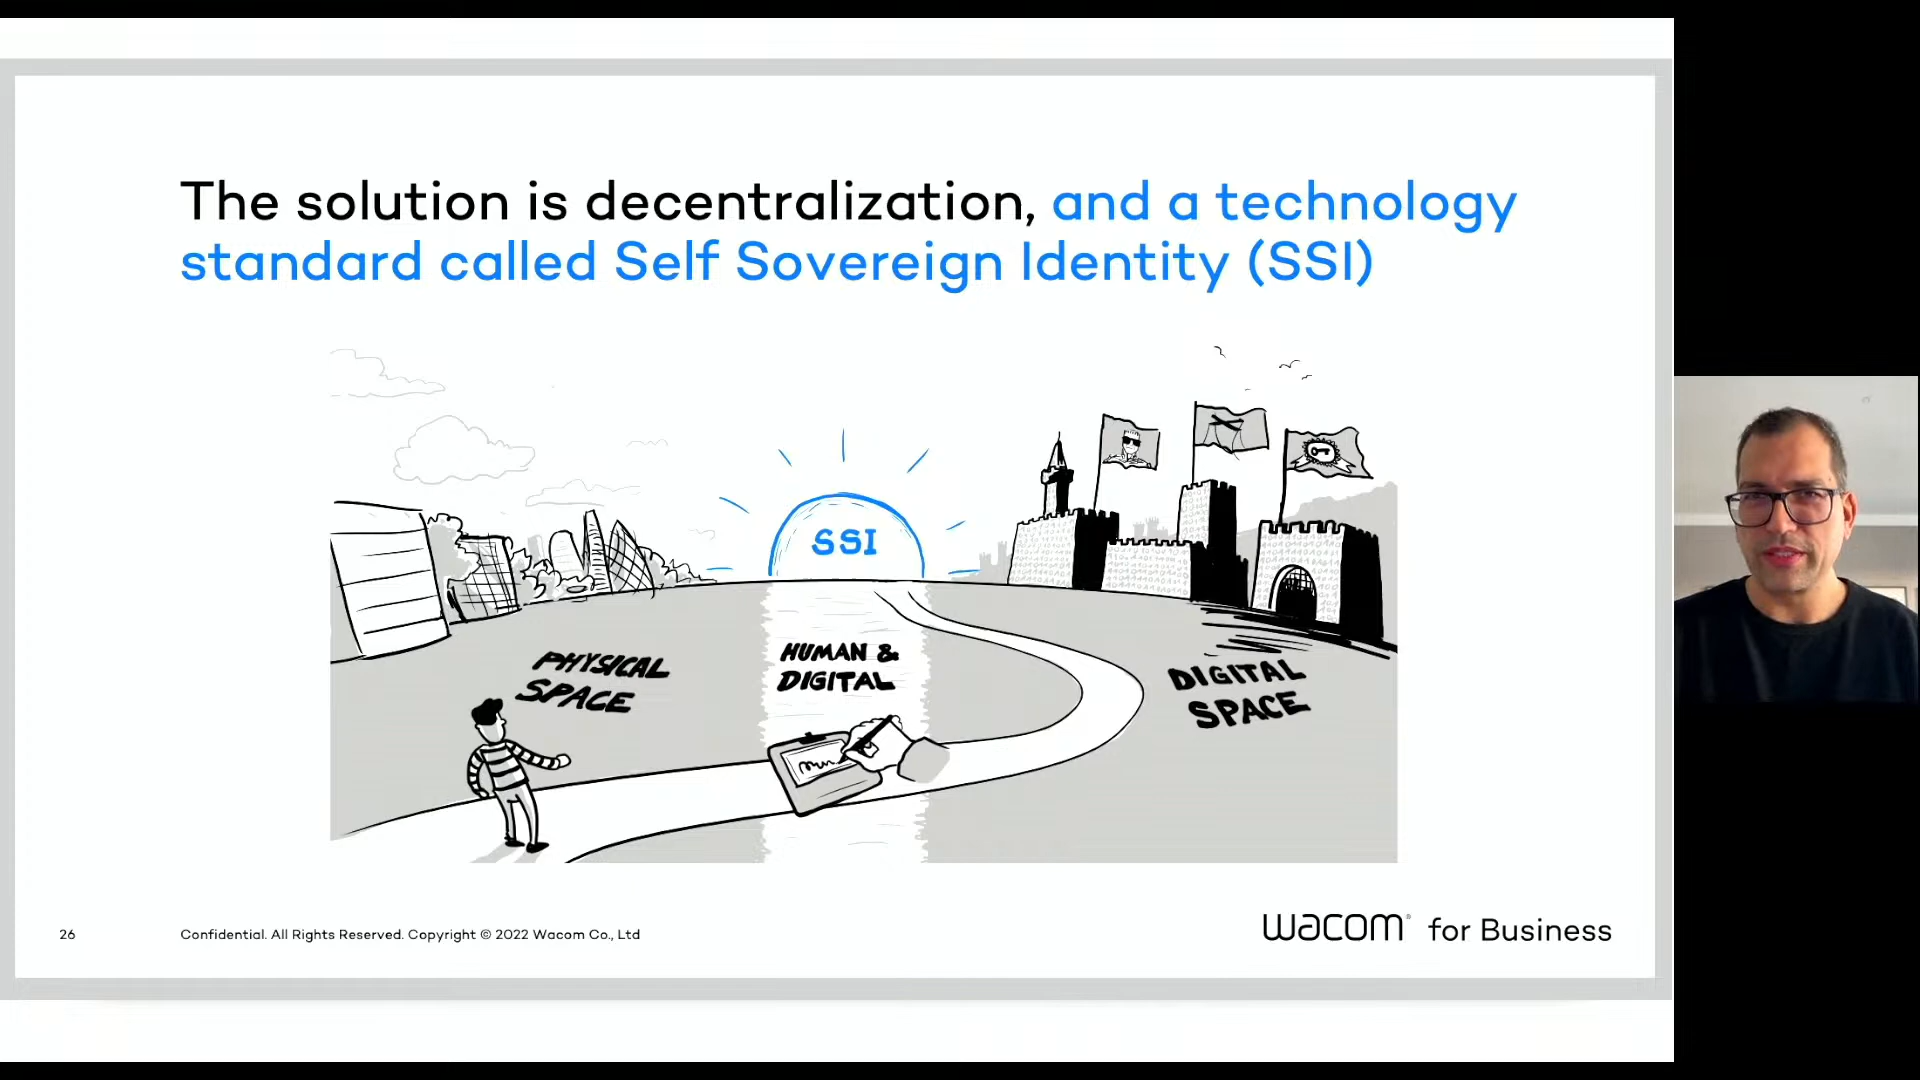 The solution is decentralization, and a technology
standard called Self Sovereign Identity (SSI)
SSI
PHYSICAL
SPACE
HUMAN &
DIGITAL
DIGITAL
SPACE
26
Confidential. All Rights Reserved. Copyright © 2022 Wacom Co., Ltd
wacom® for Business